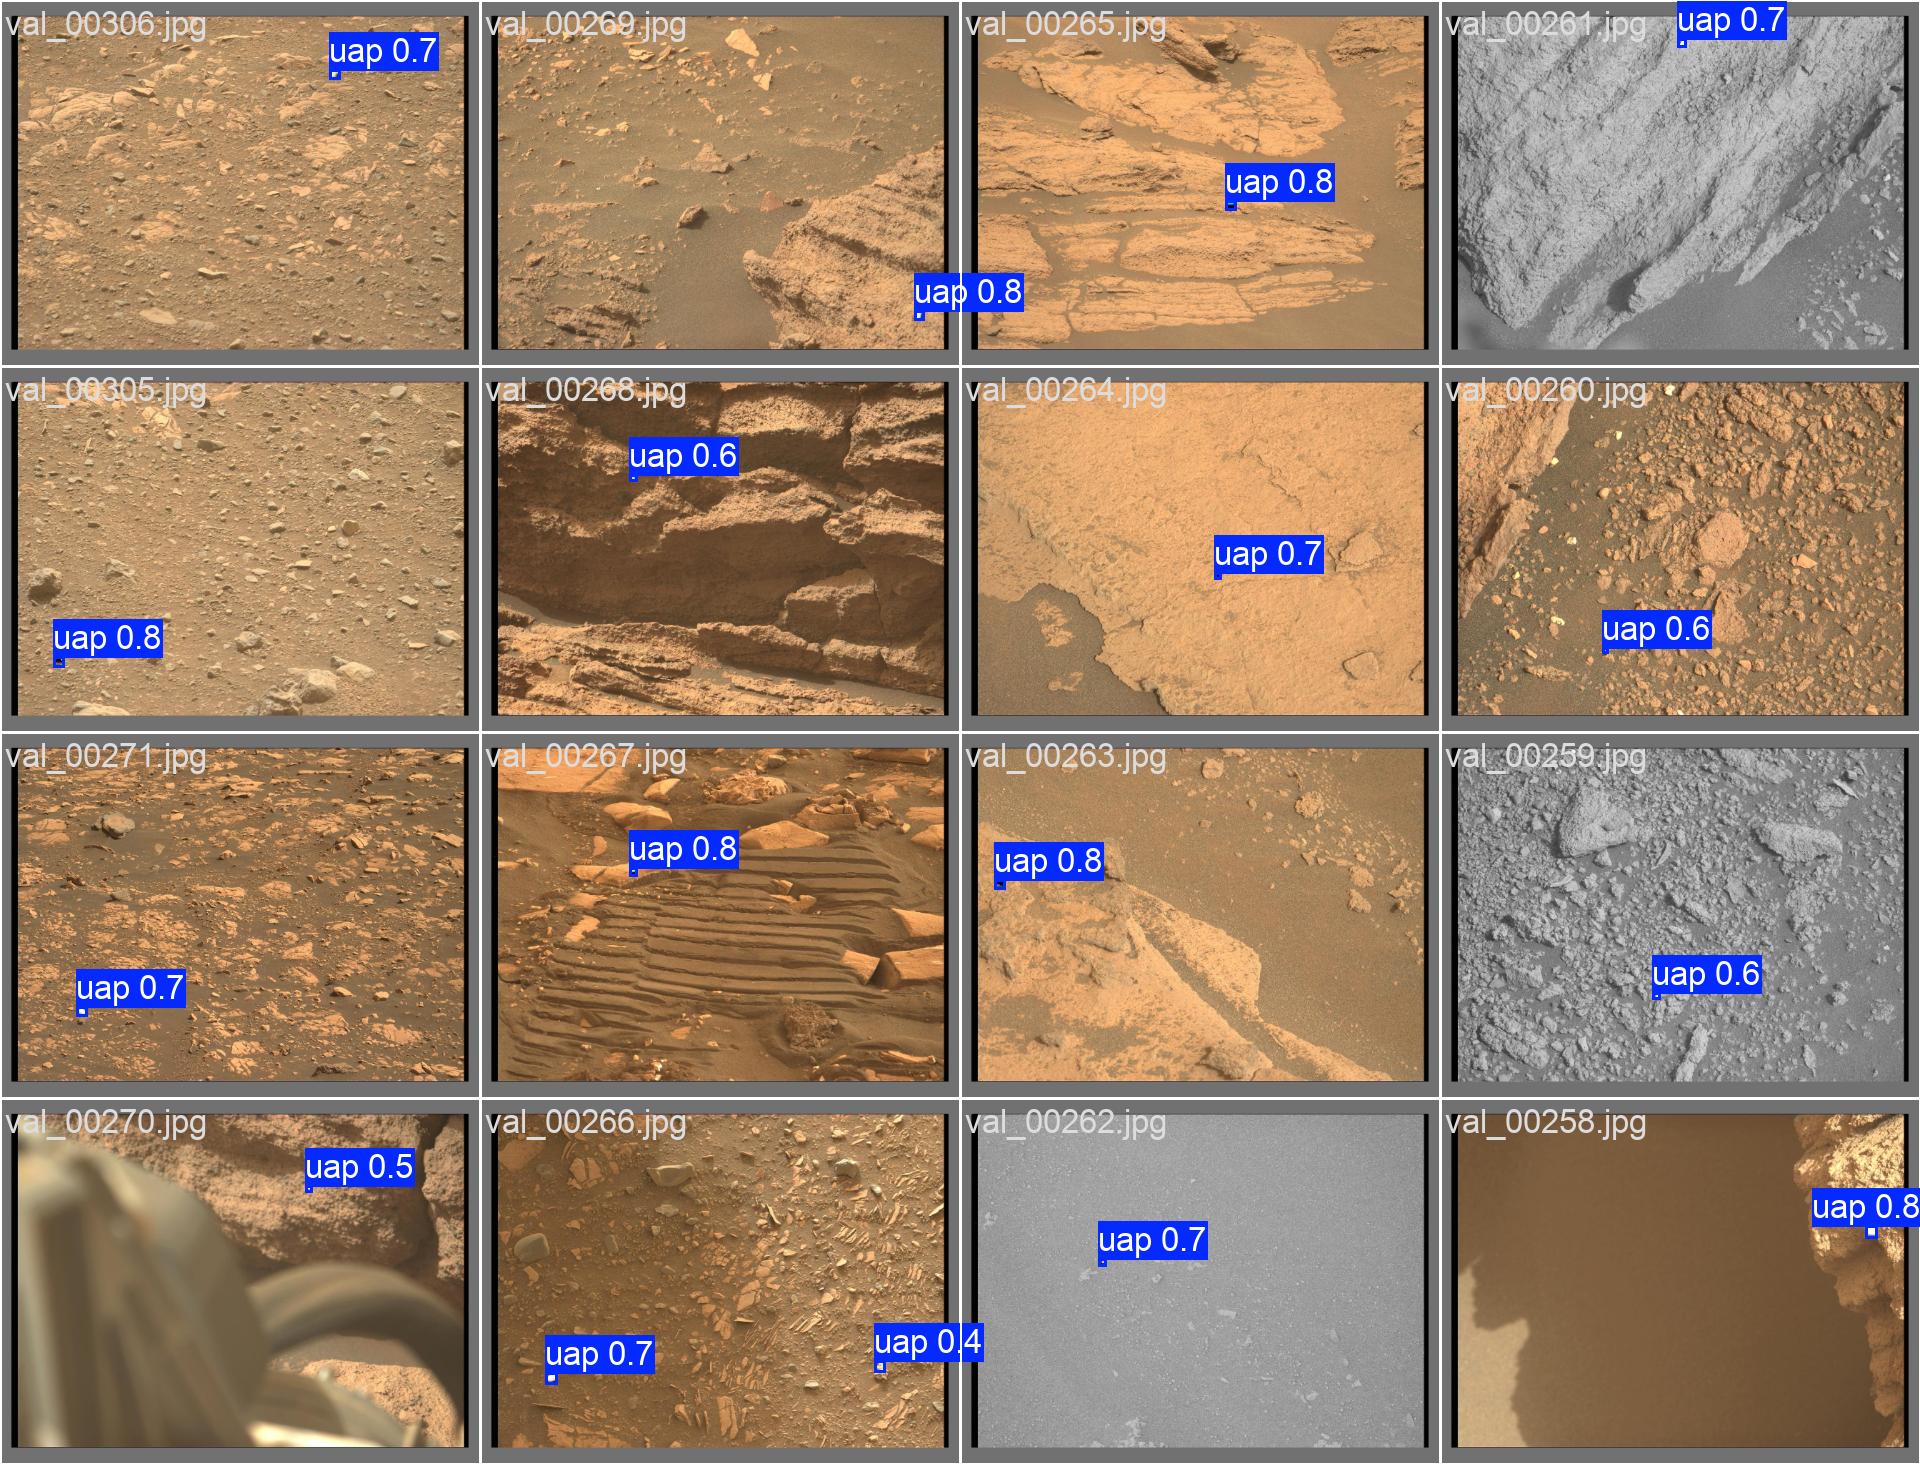 val_00306.jpg
uap 0.7
val_00269.jpg
uap 0.8
val_00265.jpg
uap 0.8
val_00261.jpg
uap 0.7
val_00305.jpg
uap 0.8
val_00268.jpg
uap 0.6
val_00264.jpg
uap 0.7
val_00260.jpg
uap 0.6
val_00271.jpg
uap 0.7
val_00267.jpg
uap 0.8
val_00263.jpg
uap 0.8
val_00259.jpg
uap 0.6
val_00270.jpg
uap 0.5
val_00266.jpg
uap 0.7
uap 0.4
val_00262.jpg
uap 0.7
val_00258.jpg
uap 0.8